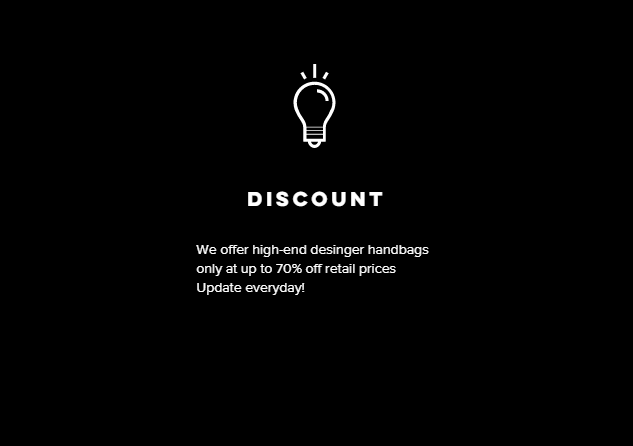 DISCOUNT
We offer high-end desinger handbags
only at up to 70% off retail prices
Update everyday!